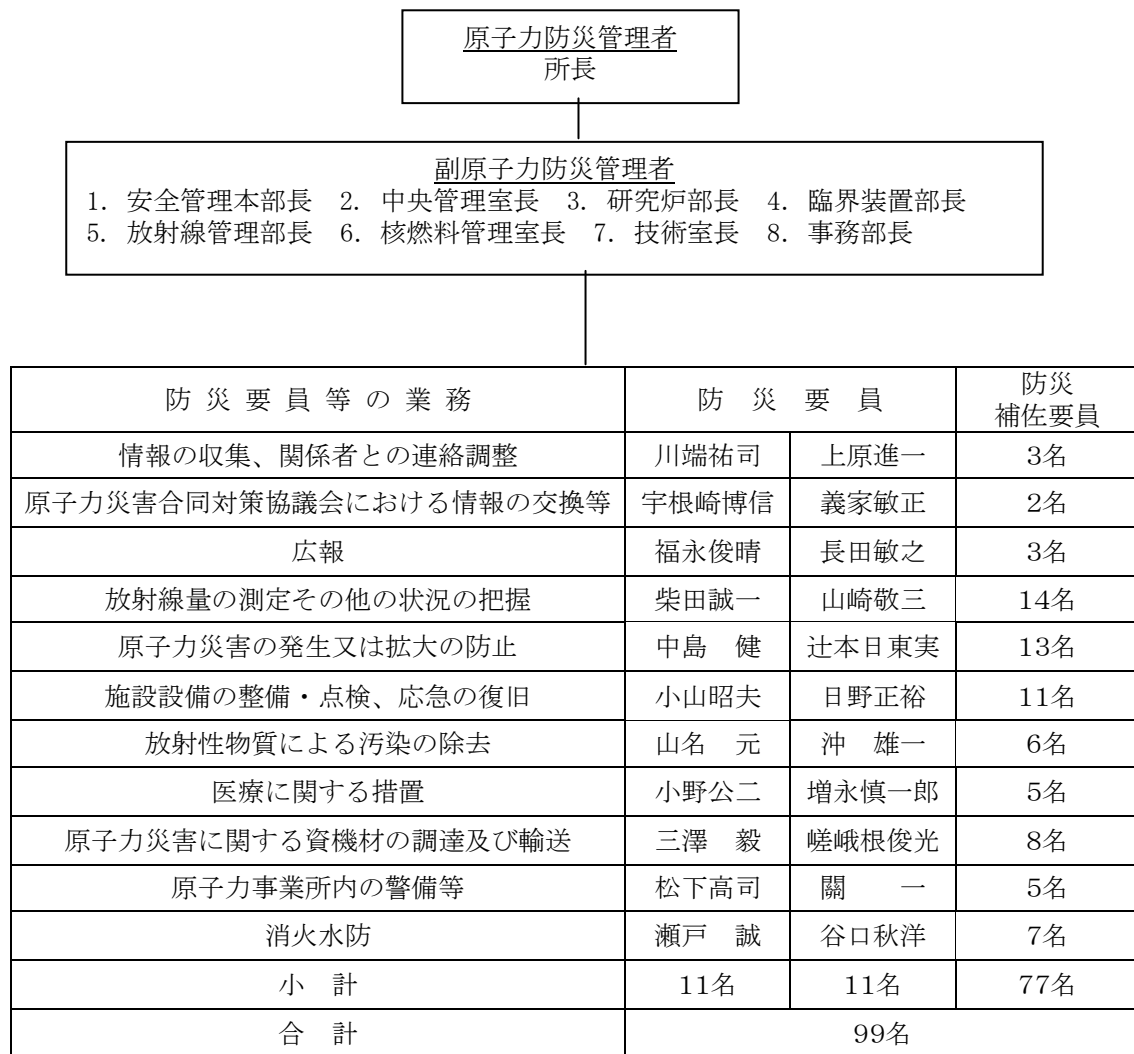 原子力防災管理者
所長
副原子力防災管理者
1. 安全管理本部長 2. 中央管理室長 3. 研究炉部長 4. 臨界装置部長
5. 放射線管理部長 6. 核燃料管理室長 7. 技術室長 8. 事務部長
防 災 要 員 等 の 業 務 防 災 要 員 防災
補佐要員
情報の収集、関係者との連絡調整 川端祐司 上原進一 3名
原子力災害合同対策協議会における情報の交換等 宇根崎博信 義家敏正 2名
広報 福永俊晴 長田敏之 3名
放射線量の測定その他の状況の把握 柴田誠一 山崎敬三 14名
原子力災害の発生又は拡大の防止 中島 健 辻本日東実 13名
施設設備の整備・点検、応急の復旧 小山昭夫 日野正裕 11名
放射性物質による汚染の除去 山名 元 沖 雄一 6名
医療に関する措置 小野公二 増永慎一郎 5名
原子力災害に関する資機材の調達及び輸送 三澤 毅 嵯峨根俊光 8名
原子力事業所内の警備等 松下高司 關 一 5名
消火水防 瀬戸 誠 谷口秋洋 7名
小 計 11名 11名 77名
合 計 99名